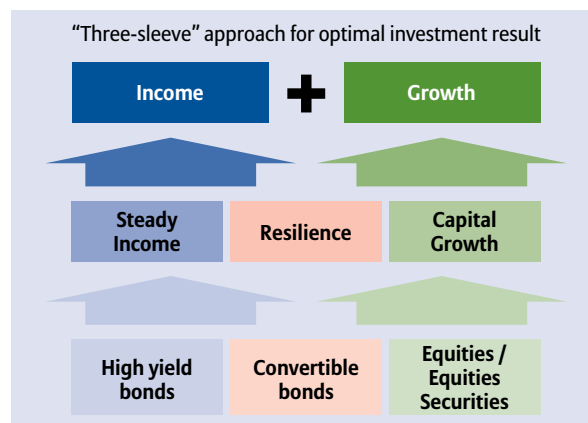 “Three-sleeve” approach for optimal investment result
Income
+
Growth
Steady
Income
Resilience
Capital
Growth
High yield
bonds
Convertible
bonds
Equities /
Equities
Securities